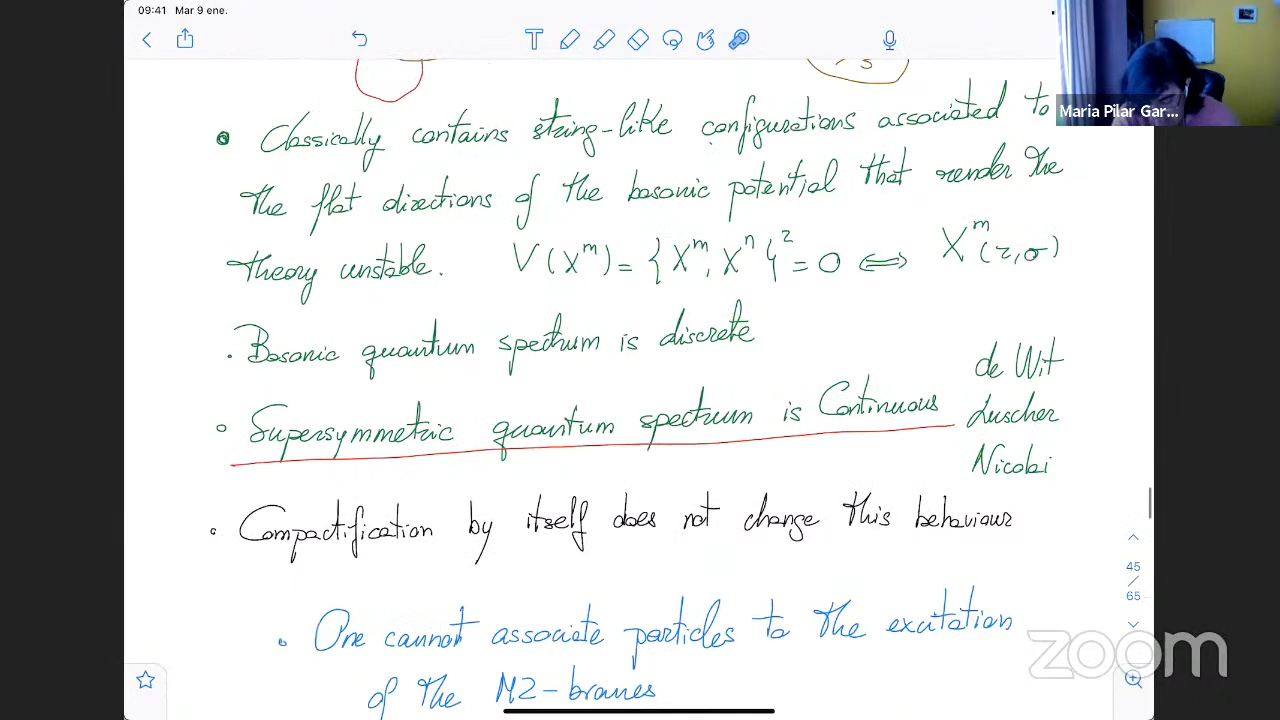 09:41 Mar 9 ene.
Maria Pilar Gar...
• Classically contains string-like configurations associated to
the flat directions of the bosonic potential that render the
theory unstable. V(X^m) = {X^m, X^n}^2 = 0 ⇔ X^m(τ,σ)
· Bosonic quantum spectrum is discrete
• Supersymmetric quantum spectrum is Continuous
de Wit
Luscher
Nicolai
• Compactification by itself does not change this behaviour
• One cannot associate particles to the excitation
of the M2-branes
45
/
65
zoom